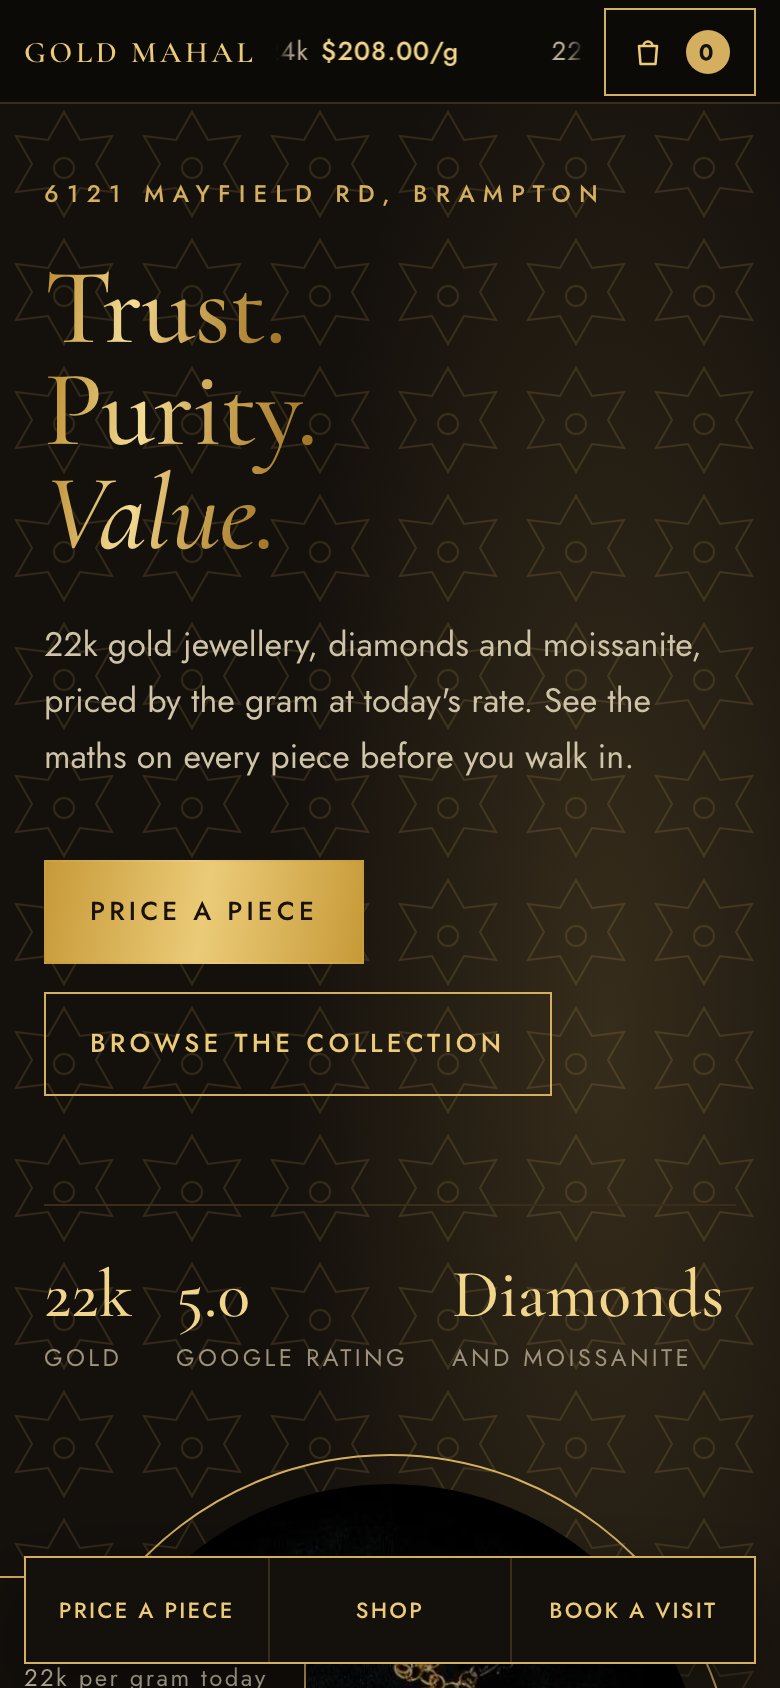 GOLD MAHAL 4k $208.00/g 22 0
6121 MAYFIELD RD, BRAMPTON
Trust.
Purity.
Value.
22k gold jewellery, diamonds and moissanite,
priced by the gram at today's rate. See the
maths on every piece before you walk in.
PRICE A PIECE
BROWSE THE COLLECTION
22k 5.0 Diamonds
GOLD GOOGLE RATING AND MOISSANITE
PRICE A PIECE SHOP BOOK A VISIT
22k per gram today